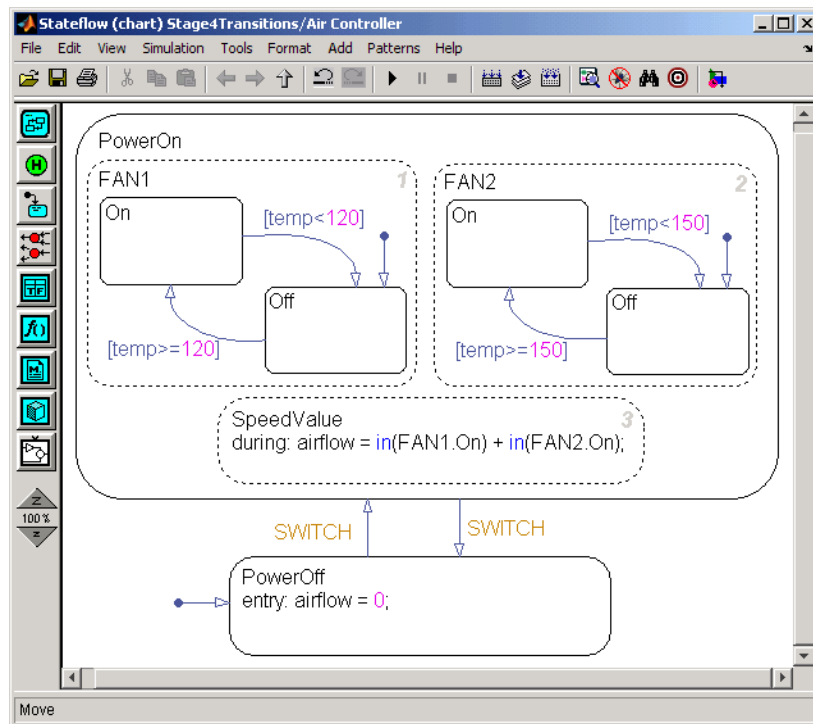 Stateflow (chart) Stage4Transitions/Air Controller
File Edit View Simulation Tools Format Add Patterns Help
PowerOn
FAN1 1
On
[temp<120]
Off
[temp>=120]
FAN2 2
On
[temp<150]
Off
[temp>=150]
SpeedValue 3
during: airflow = in(FAN1.On) + in(FAN2.On);
SWITCH
SWITCH
PowerOff
entry: airflow = 0;
H
TF
f()
M
Z
100%
Z
Move